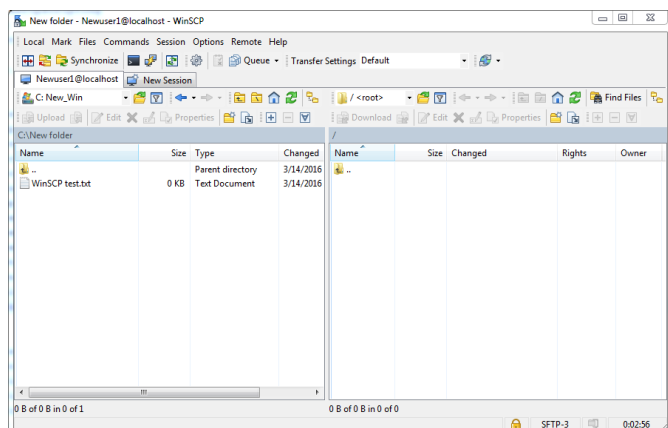 New folder - Newuser1@localhost - WinSCP
Local Mark Files Commands Session Options Remote Help
Synchronize Queue Transfer Settings Default
Newuser1@localhost New Session
C: New_Win / <root> Find Files
Upload Edit Properties Download Edit Properties
C:\New folder /
Name Size Type Changed Name Size Changed Rights Owner
.. Parent directory 3/14/2016 ..
WinSCP test.txt 0 KB Text Document 3/14/2016
0 B of 0 B in 0 of 1 0 B of 0 B in 0 of 0
SFTP-3 0:02:56